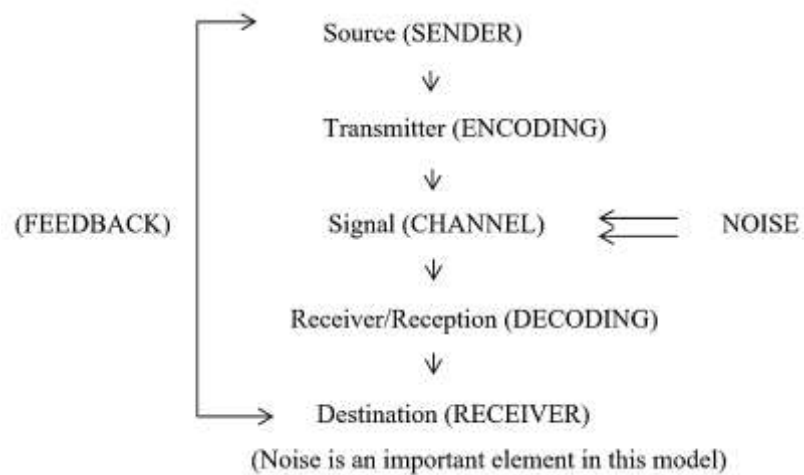 Source (SENDER)
Transmitter (ENCODING)
(FEEDBACK) Signal (CHANNEL) NOISE
Receiver/Reception (DECODING)
Destination (RECEIVER)
(Noise is an important element in this model)